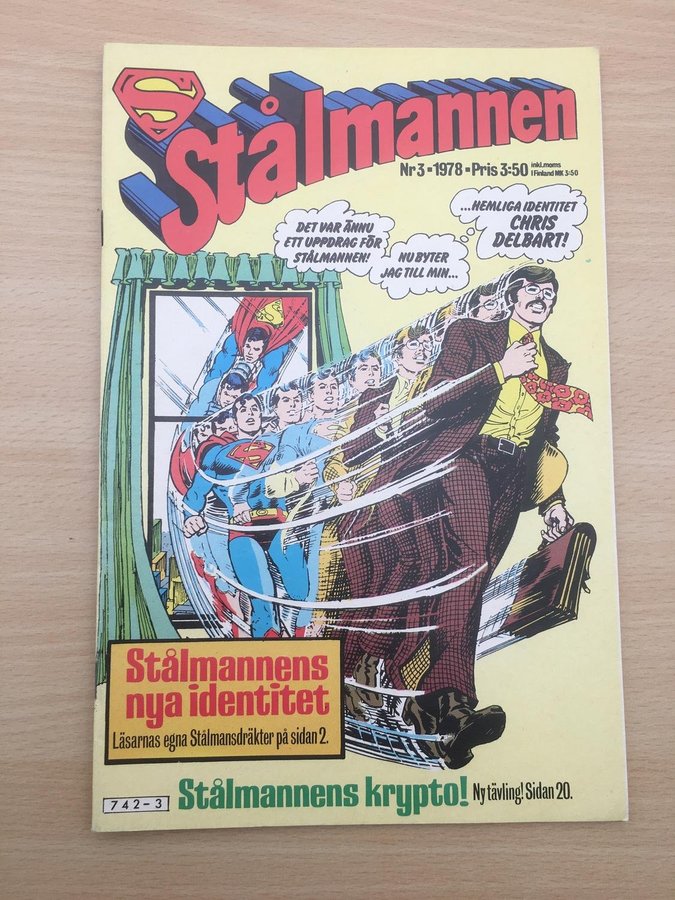 S
Stålmannen
Nr 3 • 1978 • Pris 3:50 inkl. moms
I Finland MK 3:50
DET VAR ÄNNU
ETT UPPDRAG FÖR
STÅLMANNEN!
NU BYTER
JAG TILL MIN...
...HEMLIGA IDENTITET
CHRIS
DELBART!
Stålmannens
nya identitet
Läsarnas egna Stålmansdräkter på sidan 2.
742-3
Stålmannens krypto! Ny tävling! Sidan 20.